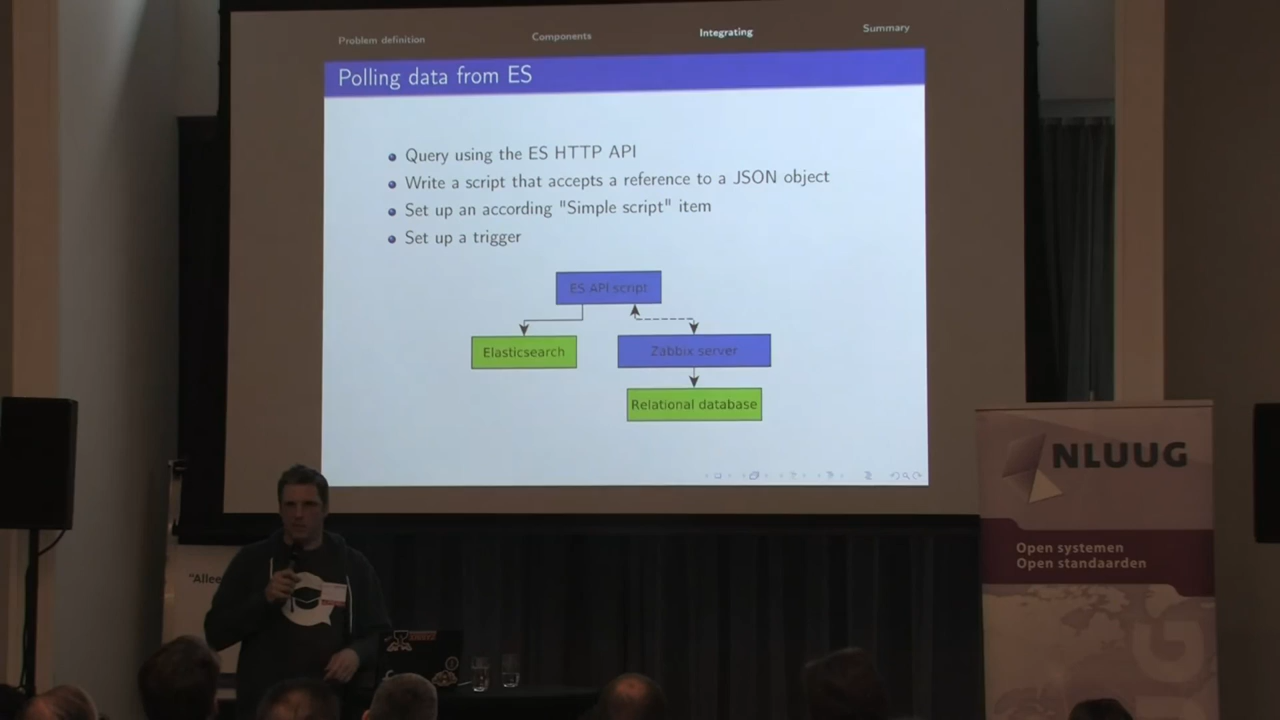 Problem definition
Components
Integrating
Summary
Polling data from ES
Query using the ES HTTP API
Write a script that accepts a reference to a JSON object
Set up an according "Simple script" item
Set up a trigger
ES API script
Elasticsearch
Zabbix server
Relational database
NLUUG
Open systemen
Open standaarden
"Allee